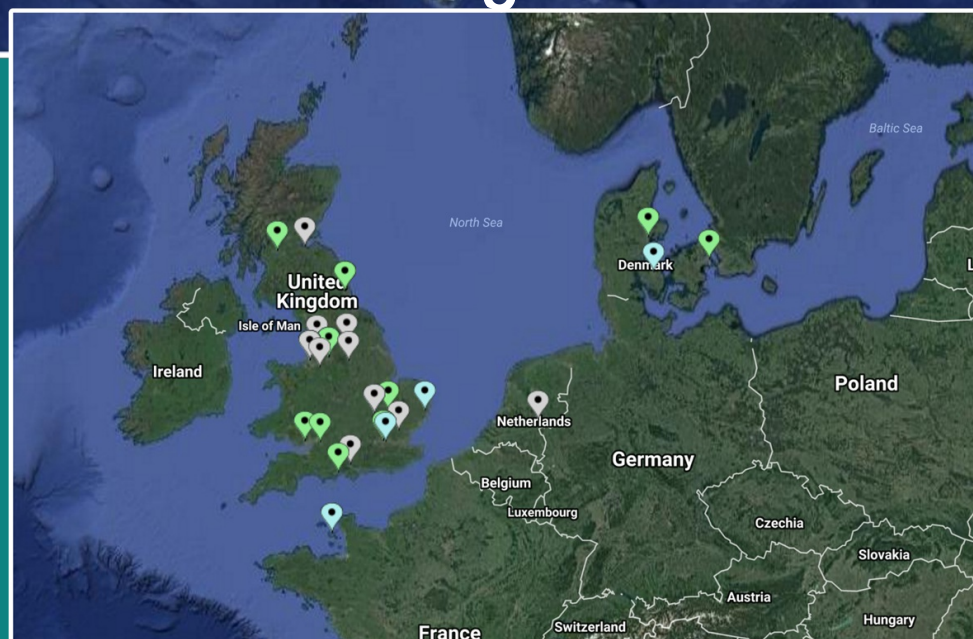 Baltic Sea
North Sea
Denmark
United
Kingdom
Isle of Man
Ireland
Poland
Netherlands
Germany
Belgium
Luxembourg
Czechia
Slovakia
Austria
Hungary
Switzerland
France